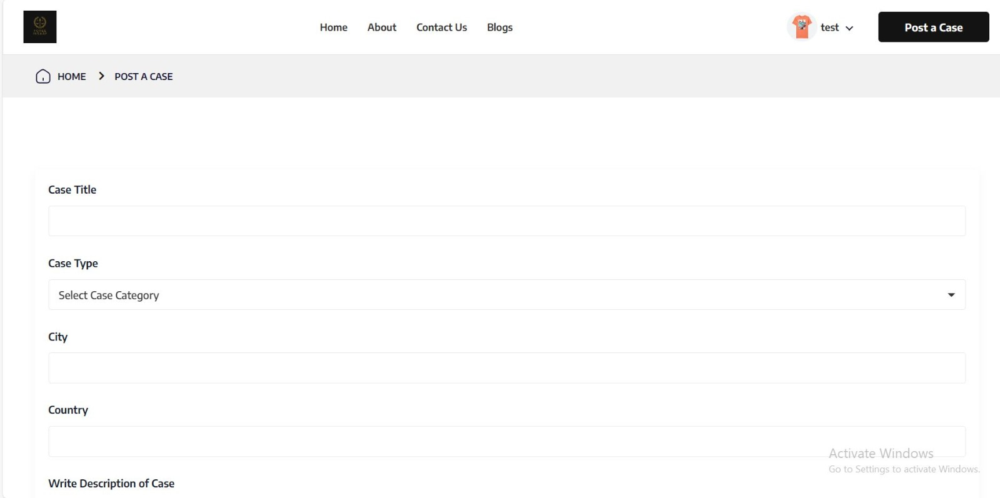 Home About Contact Us Blogs test Post a Case
HOME > POST A CASE
Case Title
Case Type
Select Case Category
City
Country
Activate Windows
Go to Settings to activate Windows.
Write Description of Case